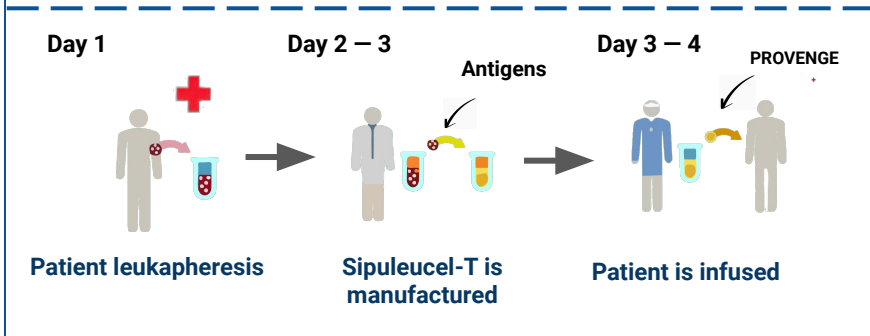 Day 1
Day 2 – 3
Day 3 – 4
Antigens
PROVENGE
Patient leukapheresis
Sipuleucel-T is
manufactured
Patient is infused